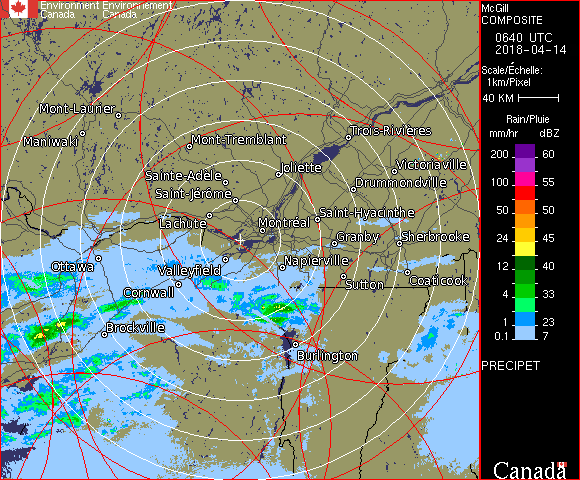 Environment Environnement
Canada Canada
McGill
COMPOSITE
0640 UTC
2018-04-14
Scale/Échelle:
1km/Pixel
40 KM
Rain/Pluie
mm/hr dBZ
200 60
150
100 55
100 50
50 50
24 45
12 40
4 33
1 23
0.1 7
PRECIPET
Canada
Mont-Laurier
Maniwaki
Mont-Tremblant
Trois-Rivières
Sainte-Adèle
Joliette
Victoriaville
Saint-Jérôme
Drummondville
Lachute
Montréal
Saint-Hyacinthe
Granby
Sherbrooke
Ottawa
Valleyfield
Napierville
Cornwall
Sutton
Coaticook
Brockville
Burlington